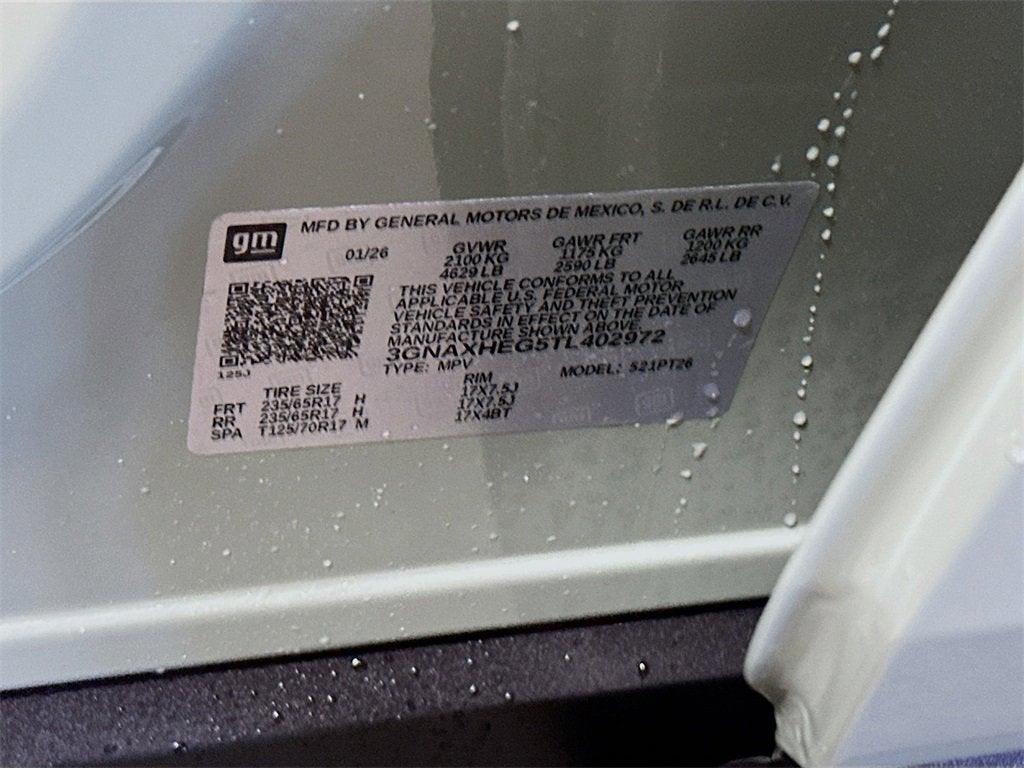 gm
MFD BY GENERAL MOTORS DE MEXICO, S. DE R.L. DE C.V.
01/26
GVWR GAWR FRT GAWR RR
2100 KG 1175 KG 1200 KG
4629 LB 2590 LB 2645 LB
THIS VEHICLE CONFORMS TO ALL
APPLICABLE U.S. FEDERAL MOTOR
VEHICLE SAFETY AND THEFT PREVENTION
STANDARDS IN EFFECT ON THE DATE OF
MANUFACTURE SHOWN ABOVE.
3GNAXHEG5TL402972
TYPE: MPV MODEL: 521PT26
125J
TIRE SIZE RIM
FRT 235/65R17 H 17X7.5J
RR 235/65R17 H 17X7.5J
SPA T125/70R17 M 17X4BT